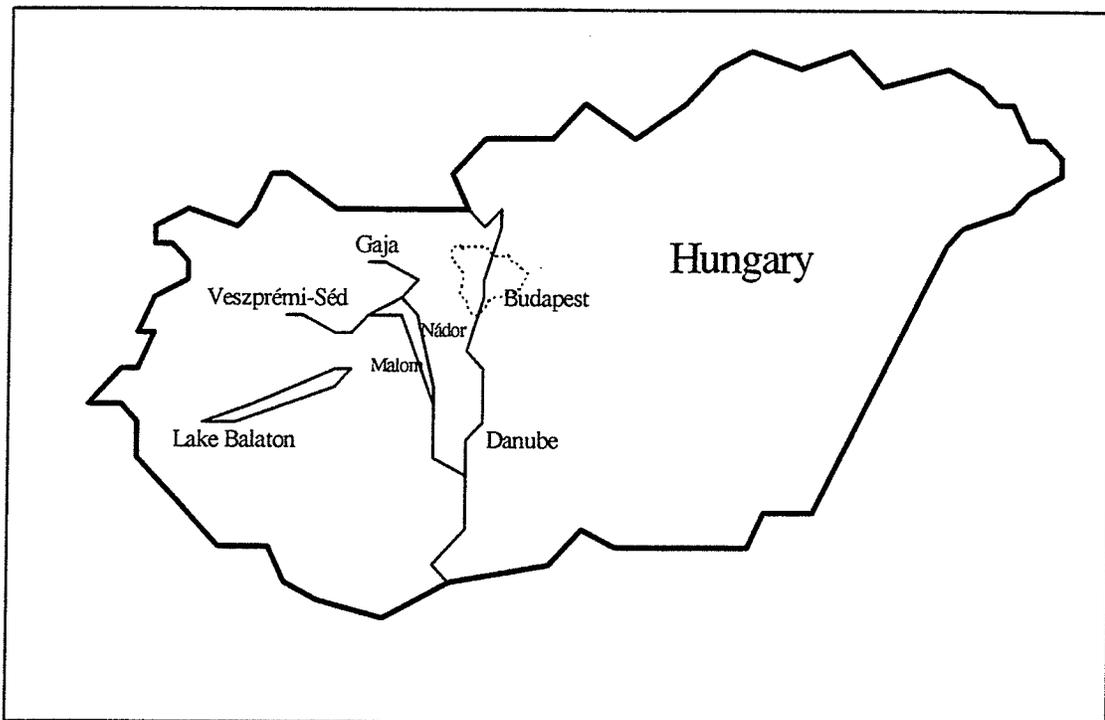 Gaja
Hungary
Veszprémi-Séd
Budapest
Nádor
Malom
Lake Balaton
Danube